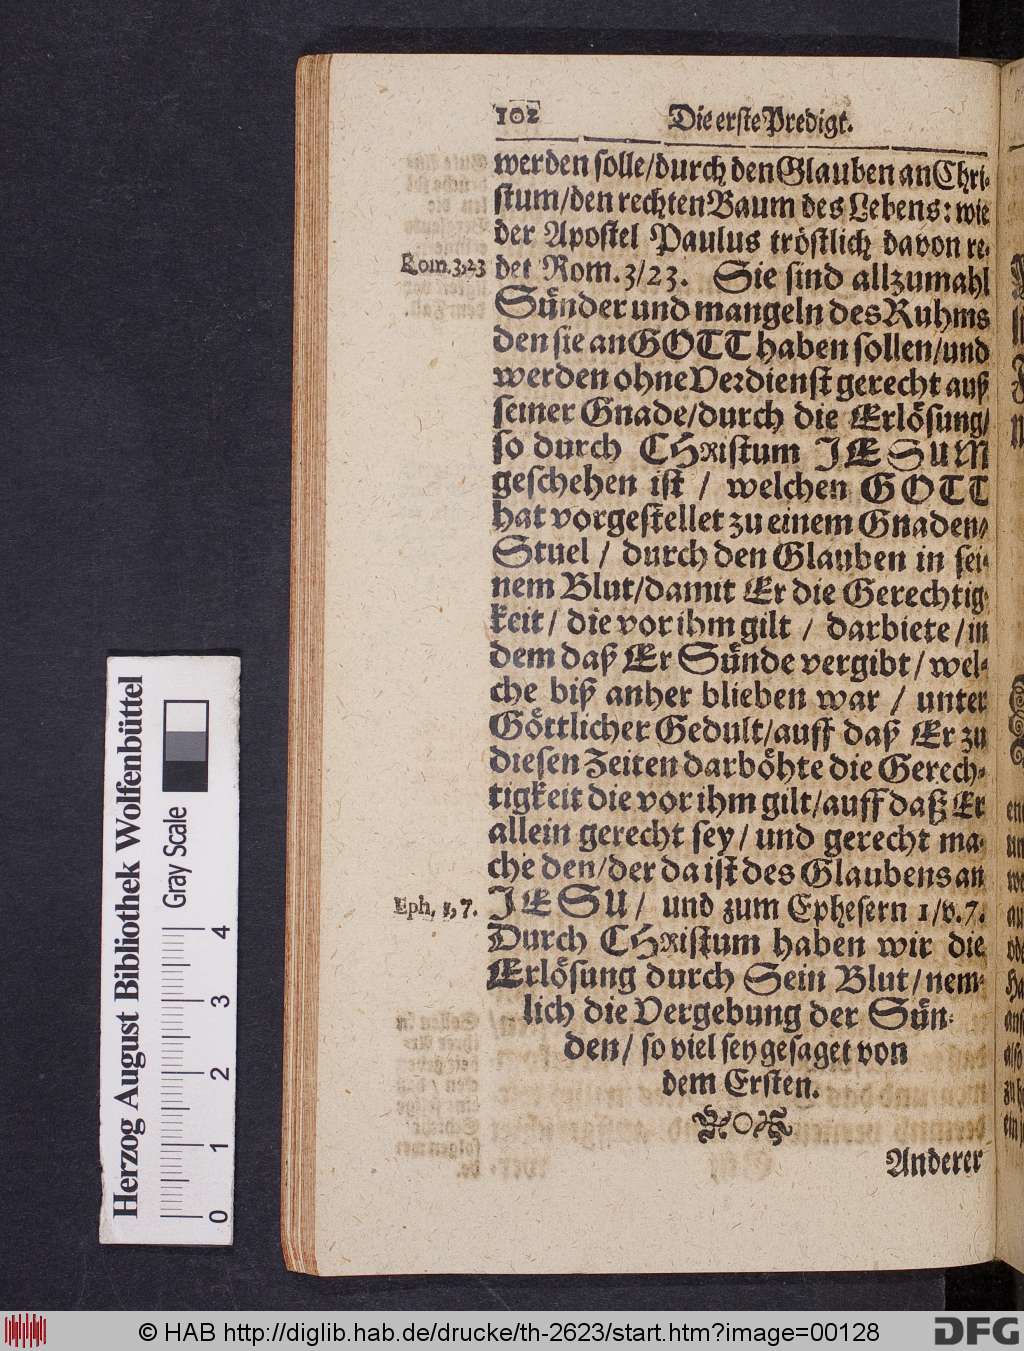 102 Die erste Predigt.
werden solle/durch den Glauben an Chri-
stum/den rechten Baum des Lebens: wie
der Apostel Paulus tröstlich davon re-
Rom. 3,23
det Rom. 3/23. Sie sind allzumahl
Sünder und mangeln des Ruhms
den sie an GOTT haben sollen/und
werden ohne Verdienst gerecht auß
seiner Gnade/durch die Erlösung/
so durch CHRistum JESUM
geschehen ist / welchen GOTT
hat vorgestellet zu einem Gnaden-
Stuel / durch den Glauben in sei-
nem Blut/damit Er die Gerechtig-
keit / die vor ihm gilt / darbiete / in
dem daß Er Sünde vergibt / wel-
che biß anher blieben war / unter
Göttlicher Gedult/auff daß Er zu
diesen Zeiten darböhte die Gerech-
tigkeit die vor ihm gilt/auff daß Er
allein gerecht sey / und gerecht ma-
che den/der da ist des Glaubens an
Eph. 1,7.
JESU / und zum Ephesern 1/v.7.
Durch CHRistum haben wir die
Erlösung durch Sein Blut / nem-
lich die Vergebung der Sün-
den / so viel sey gesaget von
dem Ersten.
Anderer
Herzog August Bibliothek Wolfenbüttel
Gray Scale
0 1 2 3 4
© HAB http://diglib.hab.de/drucke/th-2623/start.htm?image=00128
DFG